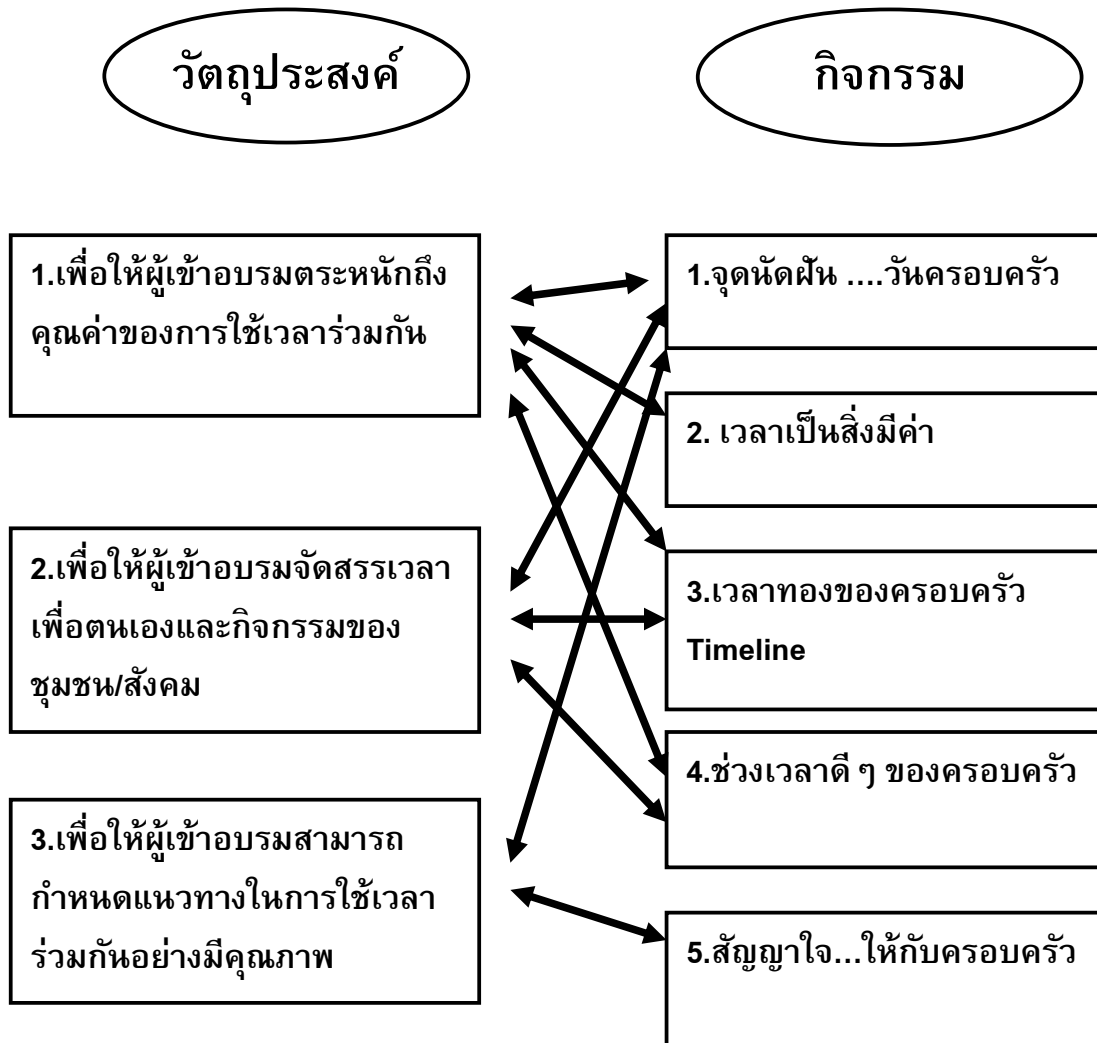 วัตถุประสงค์
กิจกรรม
1.เพื่อให้ผู้เข้าอบรมตระหนักถึง
คุณค่าของการใช้เวลาร่วมกัน
2.เพื่อให้ผู้เข้าอบรมจัดสรรเวลา
เพื่อตนเองและกิจกรรมของ
ชุมชน/สังคม
3.เพื่อให้ผู้เข้าอบรมสามารถ
กำหนดแนวทางในการใช้เวลา
ร่วมกันอย่างมีคุณภาพ
1.จุดนัดฝัน ....วันครอบครัว
2. เวลาเป็นสิ่งมีค่า
3.เวลาทองของครอบครัว
Timeline
4.ช่วงเวลาดี ๆ ของครอบครัว
5.สัญญาใจ...ให้กับครอบครัว